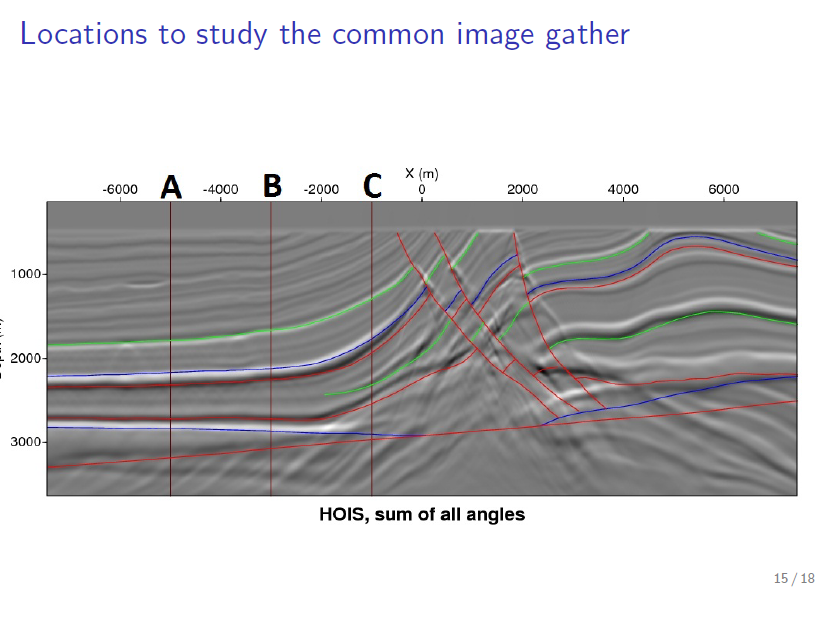 Locations to study the common image gather
X (m)
-6000 A -4000 B -2000 C 0 2000 4000 6000
1000
2000
3000
HOIS, sum of all angles
15 / 18